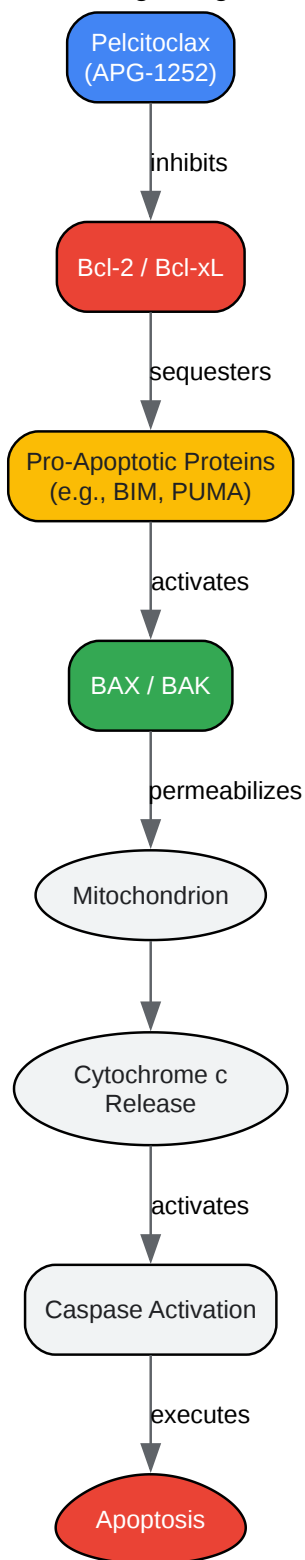 Pelcitoclax
(APG-1252)
inhibits
Bcl-2 / Bcl-xL
sequesters
Pro-Apoptotic Proteins
(e.g., BIM, PUMA)
activates
BAX / BAK
permeabilizes
Mitochondrion
Cytochrome c
Release
activates
Caspase Activation
executes
Apoptosis